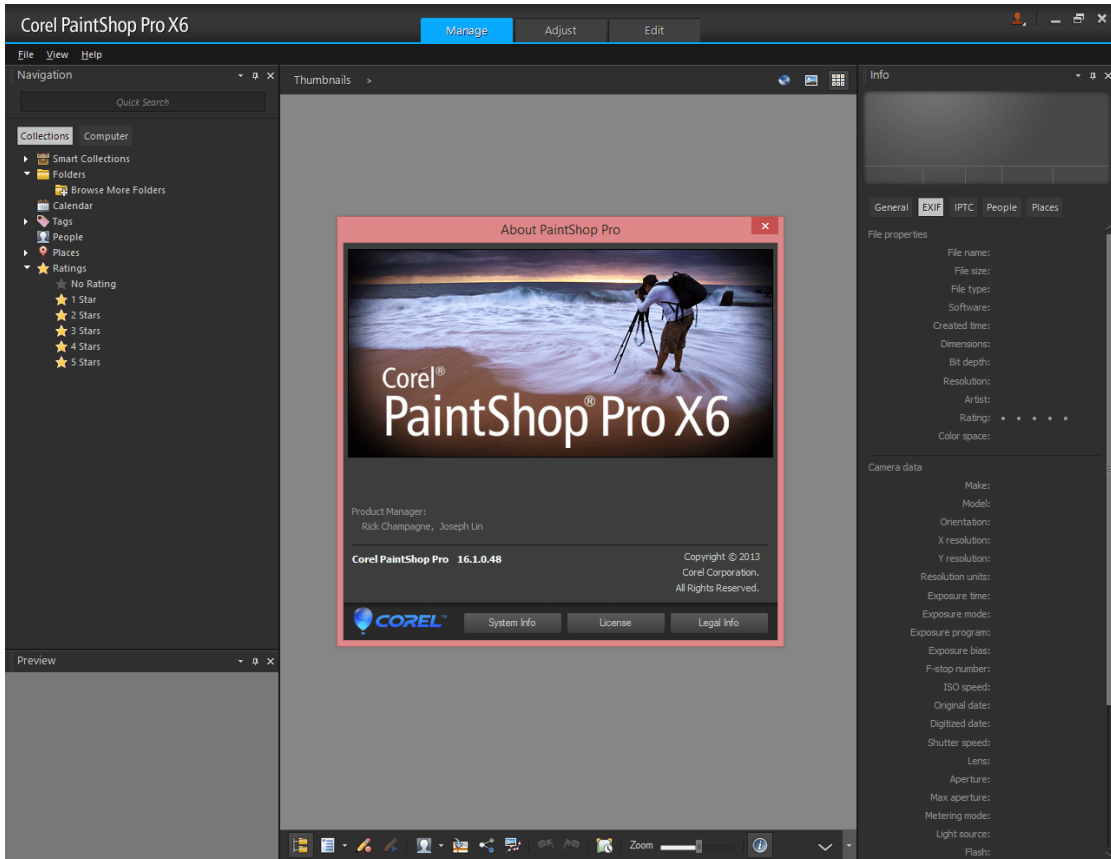 Corel PaintShop Pro X6
Manage Adjust Edit
File View Help
Navigation
Quick Search
Collections Computer
Smart Collections
Folders
Browse More Folders
Calendar
Tags
People
Places
Ratings
No Rating
1 Star
2 Stars
3 Stars
4 Stars
5 Stars
Preview
Thumbnails >
About PaintShop Pro
Corel®
PaintShop® Pro X6
Product Manager:
Rick Champagne, Joseph Lin
Corel PaintShop Pro 16.1.0.48
Copyright © 2013
Corel Corporation.
All Rights Reserved.
COREL™
System Info License Legal Info
Zoom
Info
General EXIF IPTC People Places
File properties
File name:
File size:
File type:
Software:
Created time:
Dimensions:
Bit depth:
Resolution:
Artist:
Rating:
Color space:
Camera data
Make:
Model:
Orientation:
X resolution:
Y resolution:
Resolution units:
Exposure time:
Exposure mode:
Exposure program:
Exposure bias:
F-stop number:
ISO speed:
Original date:
Digitized date:
Shutter speed:
Lens:
Aperture:
Max aperture:
Metering mode:
Light source:
Flash: